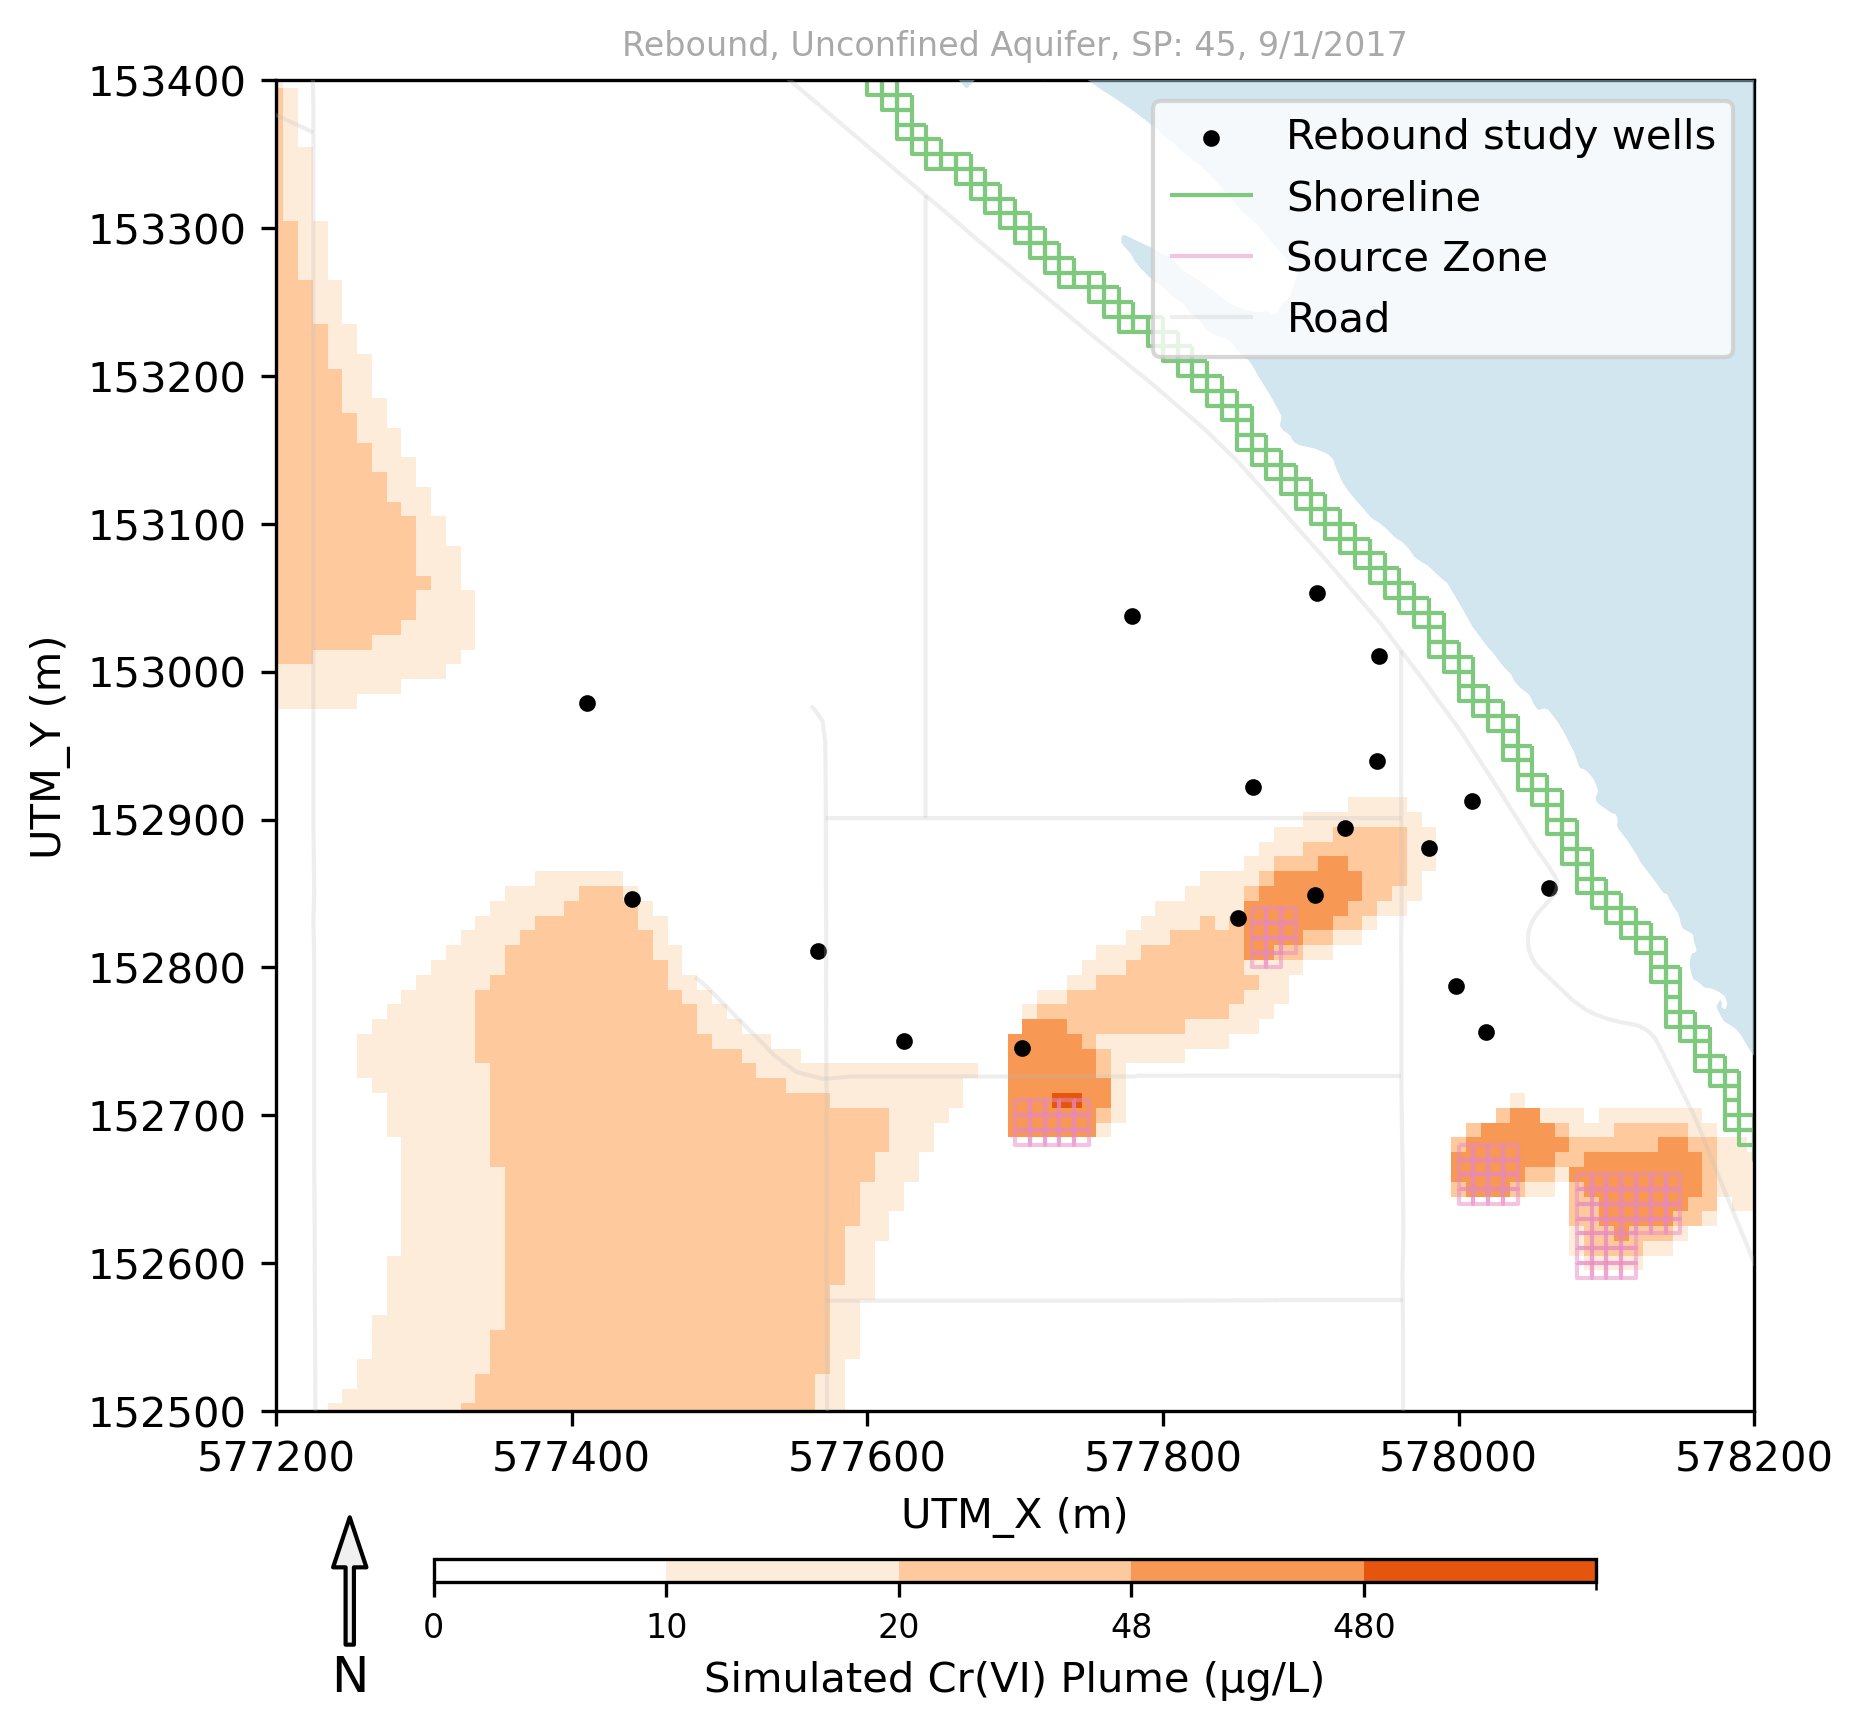 Rebound, Unconfined Aquifer, SP: 45, 9/1/2017
153400
153300
153200
153100
153000
152900
152800
152700
152600
152500
UTM_Y (m)
Rebound study wells
Shoreline
Source Zone
Road
577200 577400 577600 577800 578000 578200
UTM_X (m)
N
0 10 20 48 480
Simulated Cr(VI) Plume (μg/L)